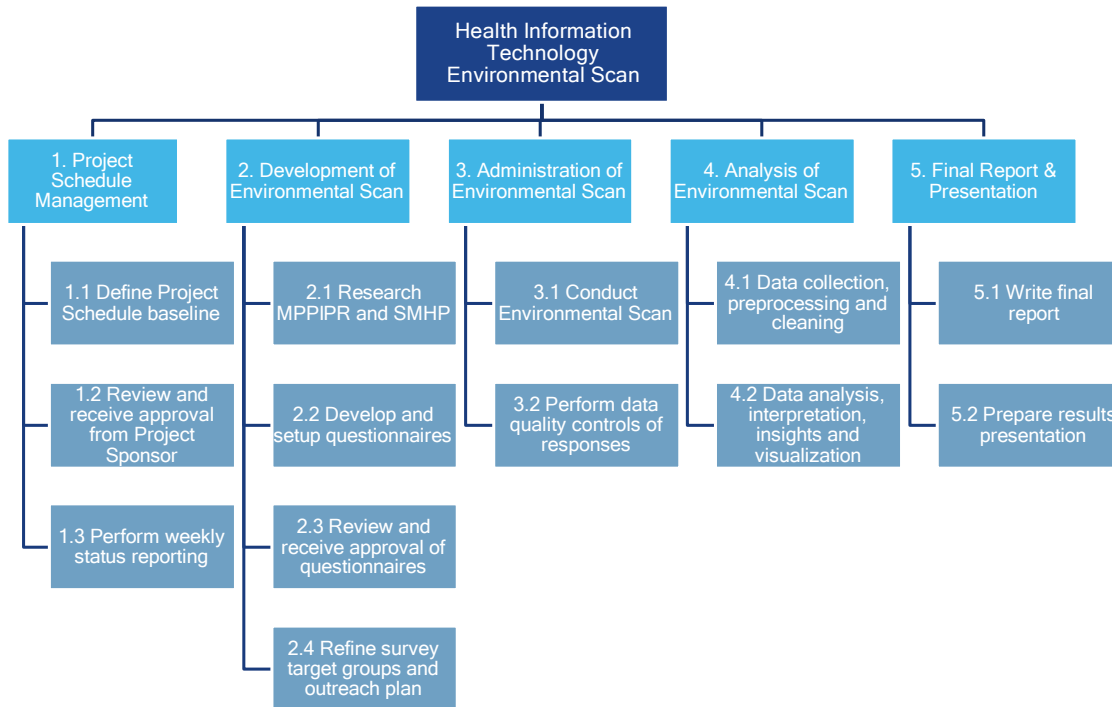 Health Information
Technology
Environmental Scan
1. Project
Schedule
Management
2. Development of
Environmental Scan
3. Administration of
Environmental Scan
4. Analysis of
Environmental Scan
5. Final Report &
Presentation
1.1 Define Project
Schedule baseline
1.2 Review and
receive approval
from Project
Sponsor
1.3 Perform weekly
status reporting
2.1 Research
MPPIPR and SMHP
2.2 Develop and
setup questionnaires
2.3 Review and
receive approval of
questionnaires
2.4 Refine survey
target groups and
outreach plan
3.1 Conduct
Environmental Scan
3.2 Perform data
quality controls of
responses
4.1 Data collection,
preprocessing and
cleaning
4.2 Data analysis,
interpretation,
insights and
visualization
5.1 Write final
report
5.2 Prepare results
presentation